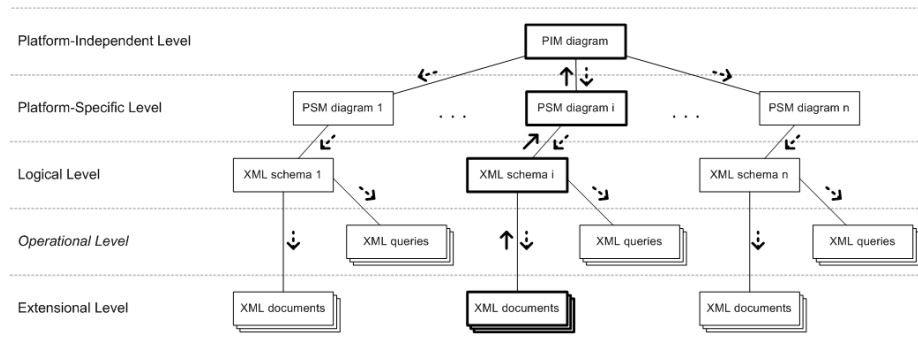 Platform-Independent Level
PIM diagram
Platform-Specific Level
PSM diagram 1
. . .
PSM diagram i
. . .
PSM diagram n
Logical Level
XML schema 1
XML schema i
XML schema n
Operational Level
XML queries
XML queries
XML queries
Extensional Level
XML documents
XML documents
XML documents